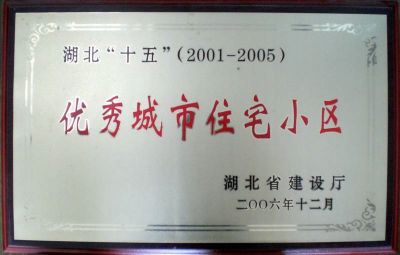 湖北“十五”(2001-2005)
优秀城市住宅小区
湖北省建设厅
二〇〇六年十二月